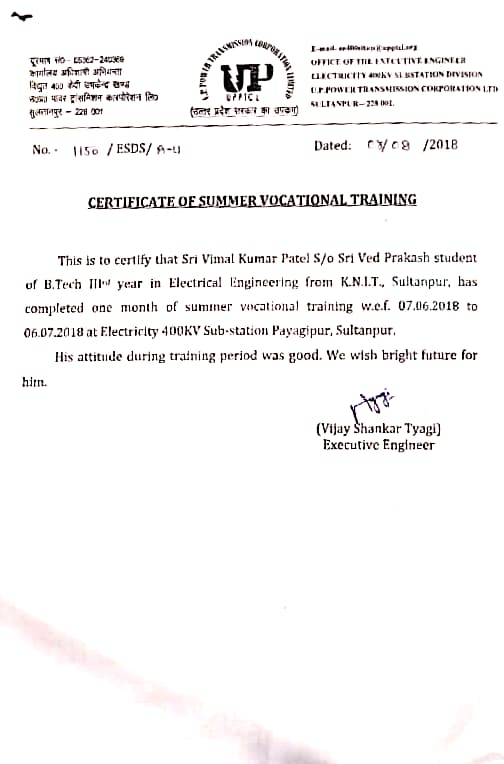 दूरभाष सं०- 05362-240366
कार्यालय अधिशासी अभियन्ता
विद्युत 400 केवी उपकेन्द्र खण्ड
उ०प्र० पावर ट्रांसमिशन कारपोरेशन लि०
सुलतानपुर – 228 001
U.P. POWER TRANSMISSION CORPORATION LIMITED
UP
UPPTCL
(उत्तर प्रदेश सरकार का उपक्रम)
E-mail.
OFFICE OF THE EXECUTIVE ENGINEER
ELECTRICITY 400KV SUBSTATION DIVISION
U.P.POWER TRANSMISSION CORPORATION LTD
SULTANPUR– 228 001.
No. - 1150 / ESDS/ A-4
Dated: /08 /2018
CERTIFICATE OF SUMMER VOCATIONAL TRAINING
This is to certify that Sri Vimal Kumar Patel S/o Sri Ved Prakash student
of B.Tech IIIrd year in Electrical Engineering from K.N.I.T., Sultanpur, has
completed one month of summer vocational training w.e.f. 07.06.2018 to
06.07.2018 at Electricity 400KV Sub-station Payagipur, Sultanpur.
His attitude during training period was good. We wish bright future for
him.
(Vijay Shankar Tyagi)
Executive Engineer